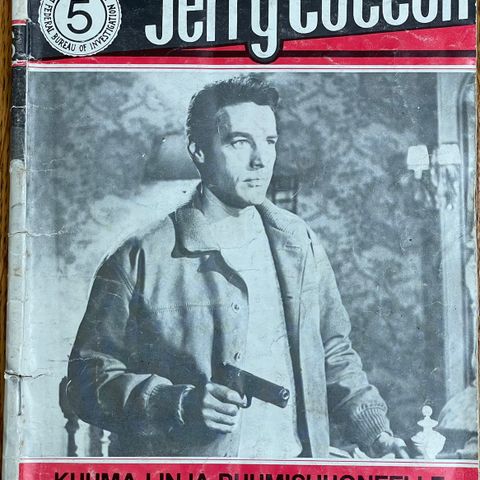 5
FEDERAL BUREAU OF INVESTIGATION
Jerry Cotton
KUUMA LINJA RUUMISHUONEELLE